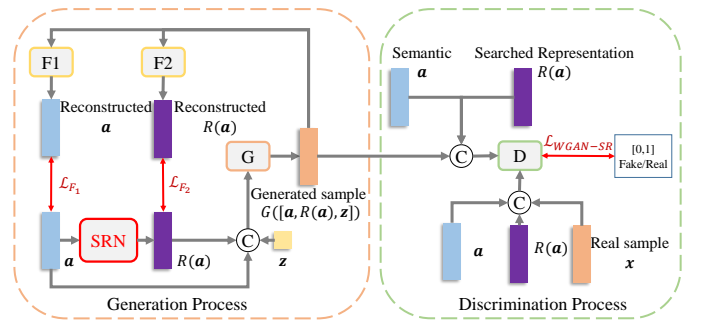 F1
F2
Reconstructed
𝒂
Reconstructed
R(𝒂)
ℒ_{F_1}
ℒ_{F_2}
G
Generated sample
G([𝒂, R(𝒂), 𝒛])
SRN
𝒂
R(𝒂)
C
𝒛
Generation Process
Semantic
𝒂
Searched Representation
R(𝒂)
C
D
ℒ_{WGAN−SR}
[0,1]
Fake/Real
C
𝒂
R(𝒂)
Real sample
𝒙
Discrimination Process